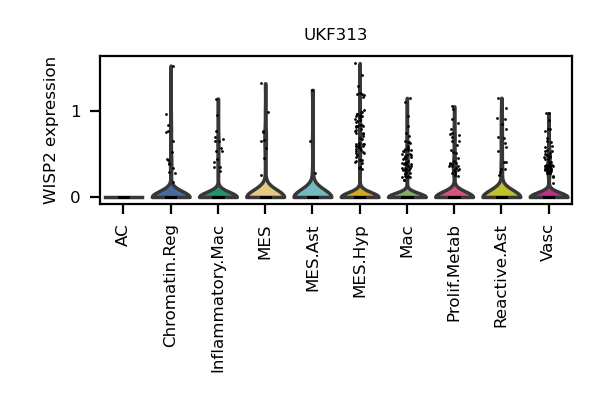 UKF313
WISP2 expression
1
0
AC
Chromatin.Reg
Inflammatory.Mac
MES
MES.Ast
MES.Hyp
Mac
Prolif.Metab
Reactive.Ast
Vasc